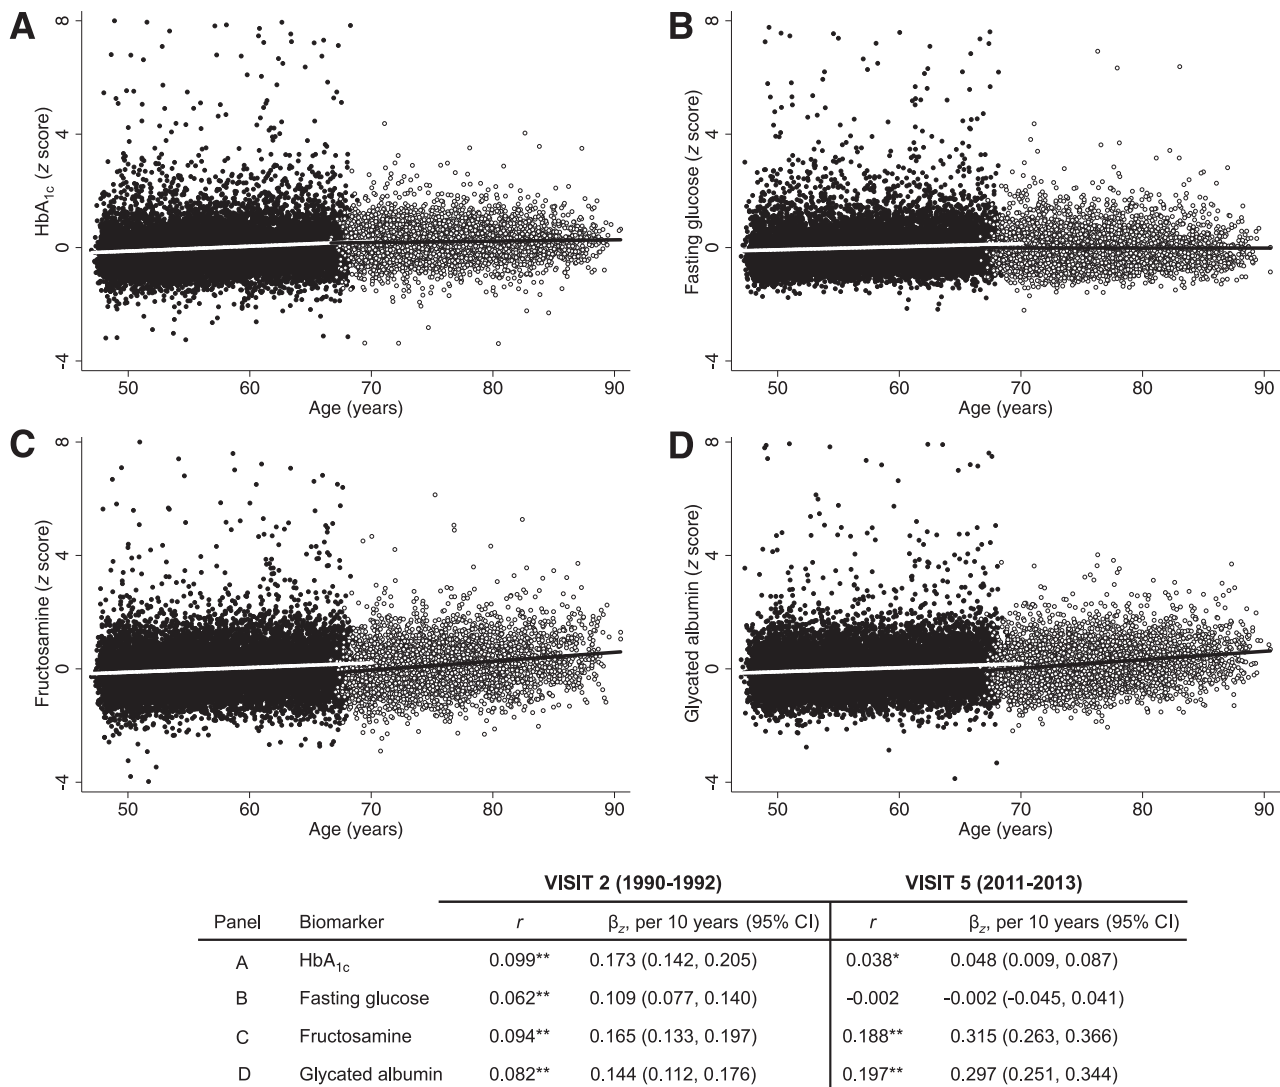 A
B
8
4
0
-4
HbA1c (z score)
50 60 70 80 90
Age (years)
8
4
0
-4
Fasting glucose (z score)
50 60 70 80 90
Age (years)
C
D
8
4
0
-4
Fructosamine (z score)
50 60 70 80 90
Age (years)
8
4
0
-4
Glycated albumin (z score)
50 60 70 80 90
Age (years)
VISIT 2 (1990-1992) VISIT 5 (2011-2013)
Panel Biomarker r βz, per 10 years (95% CI) r βz, per 10 years (95% CI)
A HbA1c 0.099** 0.173 (0.142, 0.205) 0.038* 0.048 (0.009, 0.087)
B Fasting glucose 0.062** 0.109 (0.077, 0.140) -0.002 -0.002 (-0.045, 0.041)
C Fructosamine 0.094** 0.165 (0.133, 0.197) 0.188** 0.315 (0.263, 0.366)
D Glycated albumin 0.082** 0.144 (0.112, 0.176) 0.197** 0.297 (0.251, 0.344)